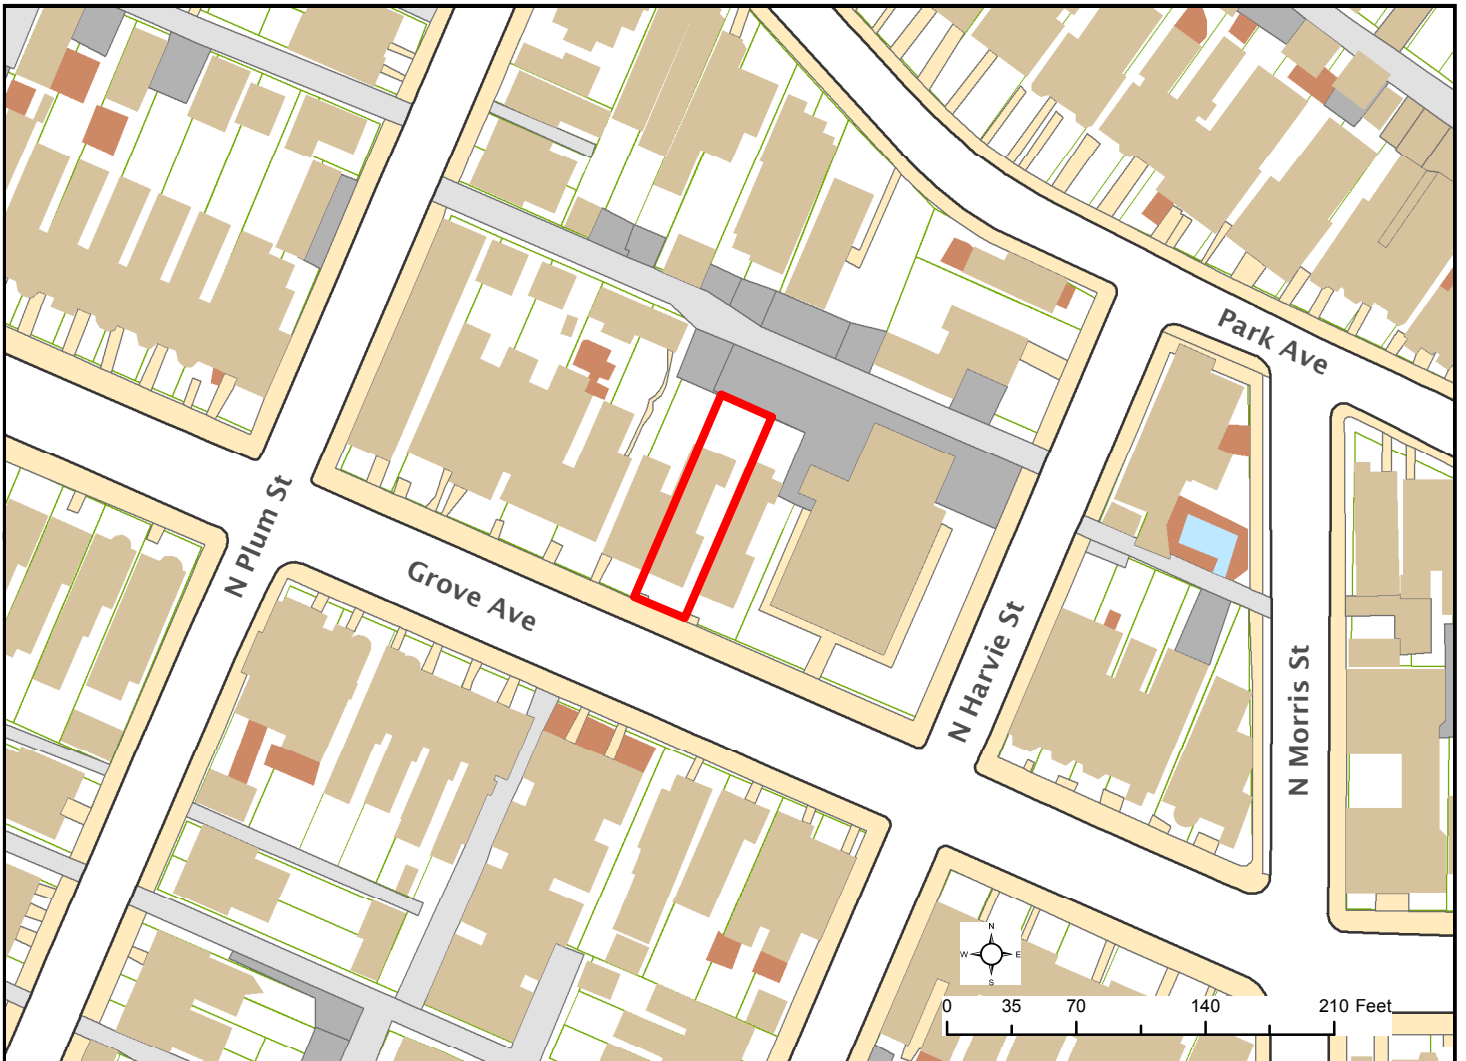 Park Ave
N Plum St
Grove Ave
N Harvie St
N Morris St
N
W E
S
0 35 70 140 210 Feet